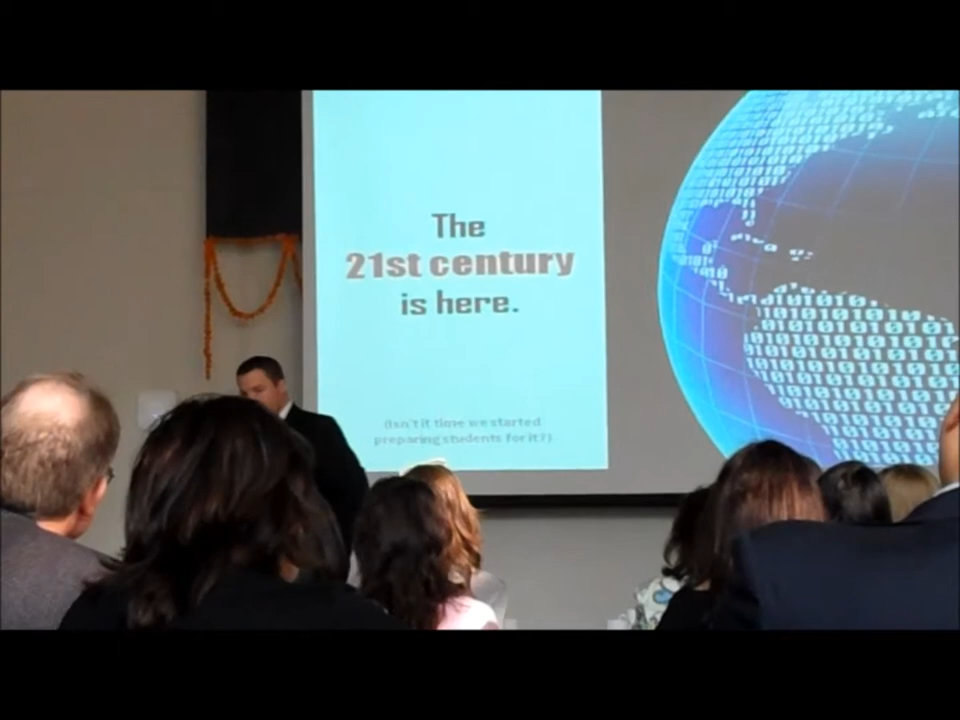 The
21st century
is here.
(Isn't it time we started
preparing students for it?)